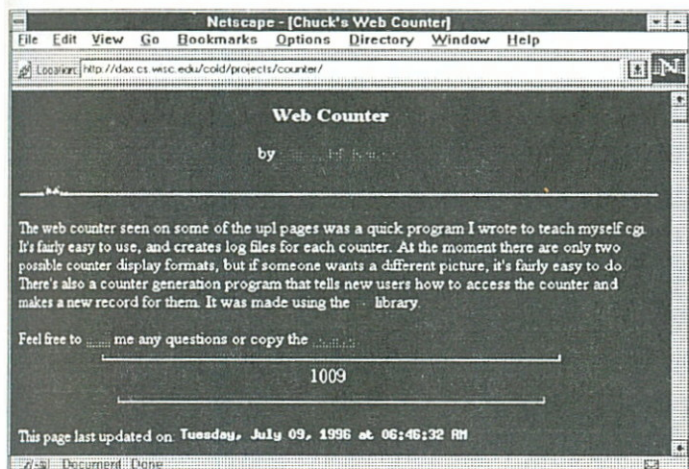 Netscape - [Chuck's Web Counter]
File Edit View Go Bookmarks Options Directory Window Help
Location: http://dax.cs.wisc.edu/cold/projects/counter/
N
Web Counter
by
The web counter seen on some of the upl pages was a quick program I wrote to teach myself cgi.
It's fairly easy to use, and creates log files for each counter. At the moment there are only two
possible counter display formats, but if someone wants a different picture, it's fairly easy to do.
There's also a counter generation program that tells new users how to access the counter and
makes a new record for them. It was made using the library.
Feel free to me any questions or copy the
1009
This page last updated on: Tuesday, July 09, 1996 at 06:46:32 AM
Document: Done